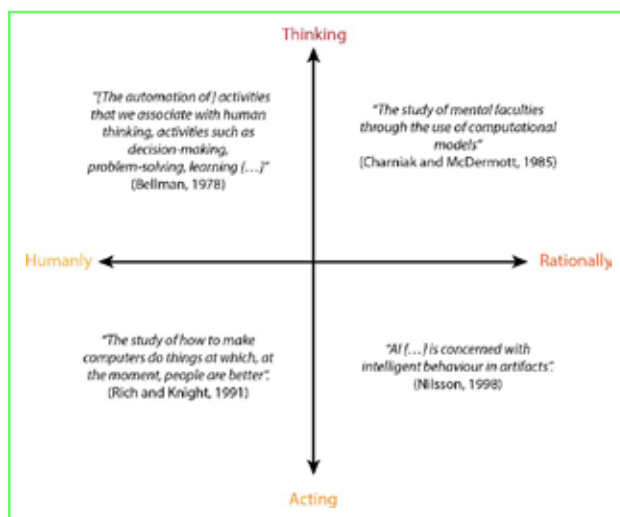 Thinking
"[The automation of] activities
that we associate with human
thinking, activities such as
decision-making,
problem-solving, learning [...]"
(Bellman, 1978)
"The study of mental faculties
through the use of computational
models"
(Charniak and McDermott, 1985)
Humanly
Rationally
"The study of how to make
computers do things at which, at
the moment, people are better".
(Rich and Knight, 1991)
"AI [...] is concerned with
intelligent behaviour in artifacts".
(Nilsson, 1998)
Acting